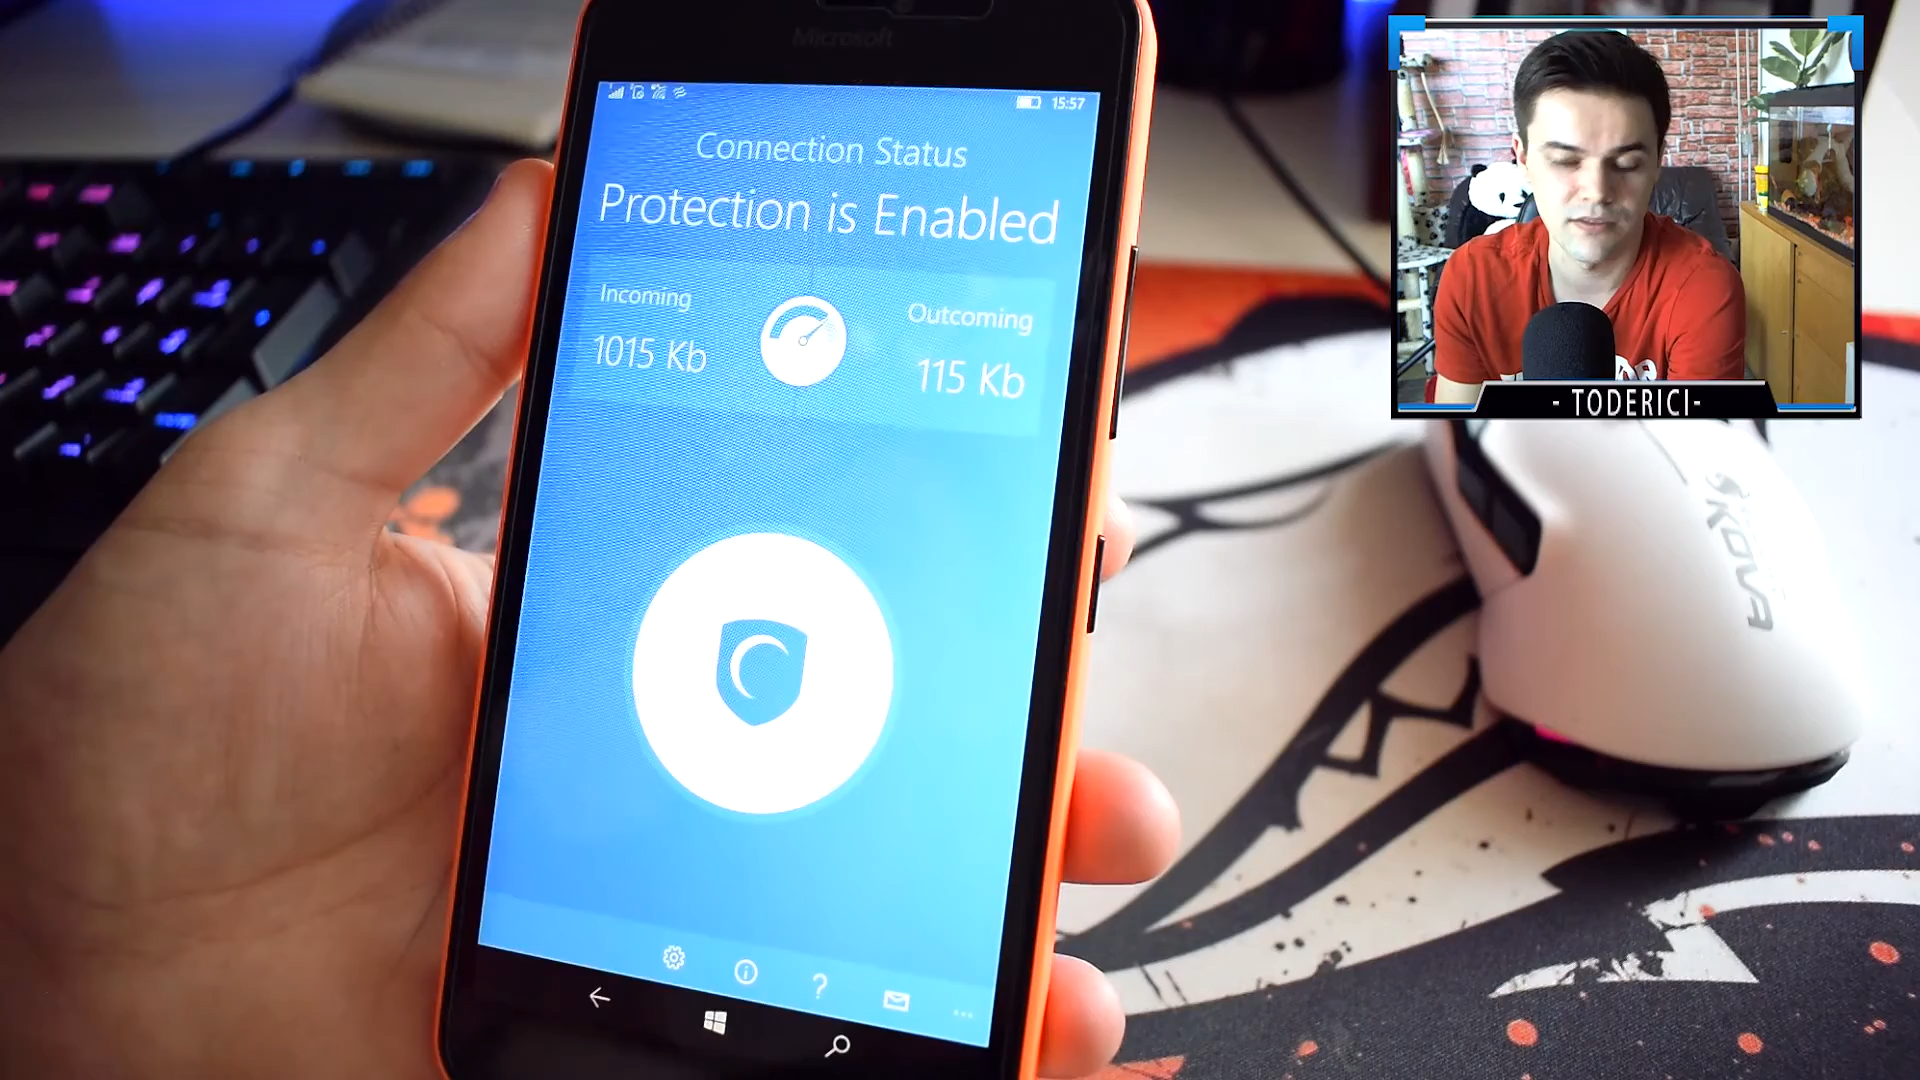 Microsoft
15:57
Connection Status
Protection is Enabled
Incoming
Outcoming
1015 Kb
115 Kb
- TODERICI-
KOVA